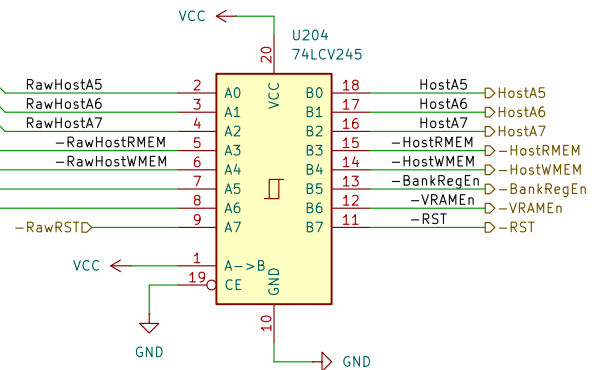 VCC
U204
74LCV245
20
VCC
RawHostA5 2 A0 B0 18 HostA5 HostA5
RawHostA6 3 A1 B1 17 HostA6 HostA6
RawHostA7 4 A2 B2 16 HostA7 HostA7
-RawHostRMEM 5 A3 B3 15 -HostRMEM -HostRMEM
-RawHostWMEM 6 A4 B4 14 -HostWMEM -HostWMEM
7 A5 B5 13 -BankRegEn -BankRegEn
8 A6 B6 12 -VRAMEn -VRAMEn
-RawRST 9 A7 B7 11 -RST -RST
VCC 1 A->B
19 CE
GND
10
GND
GND